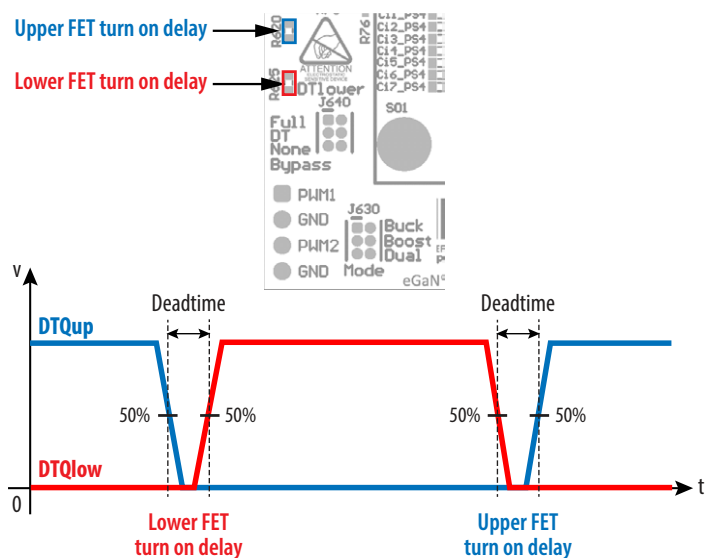 Upper FET turn on delay
Lower FET turn on delay
R620
R625
ATTENTION
DTlower
J640
Full
DT
None
Bypass
R76
Ci2_PS4
Ci3_PS4
Ci4_PS4
Ci5_PS4
Ci6_PS4
Ci7_PS4
S01
PWM1
GND
PWM2
GND
J630
Buck
Boost
Dual
Mode
eGaN
V
Deadtime
Deadtime
DTQup
50%
50%
50%
50%
DTQlow
0
t
Lower FET
turn on delay
Upper FET
turn on delay